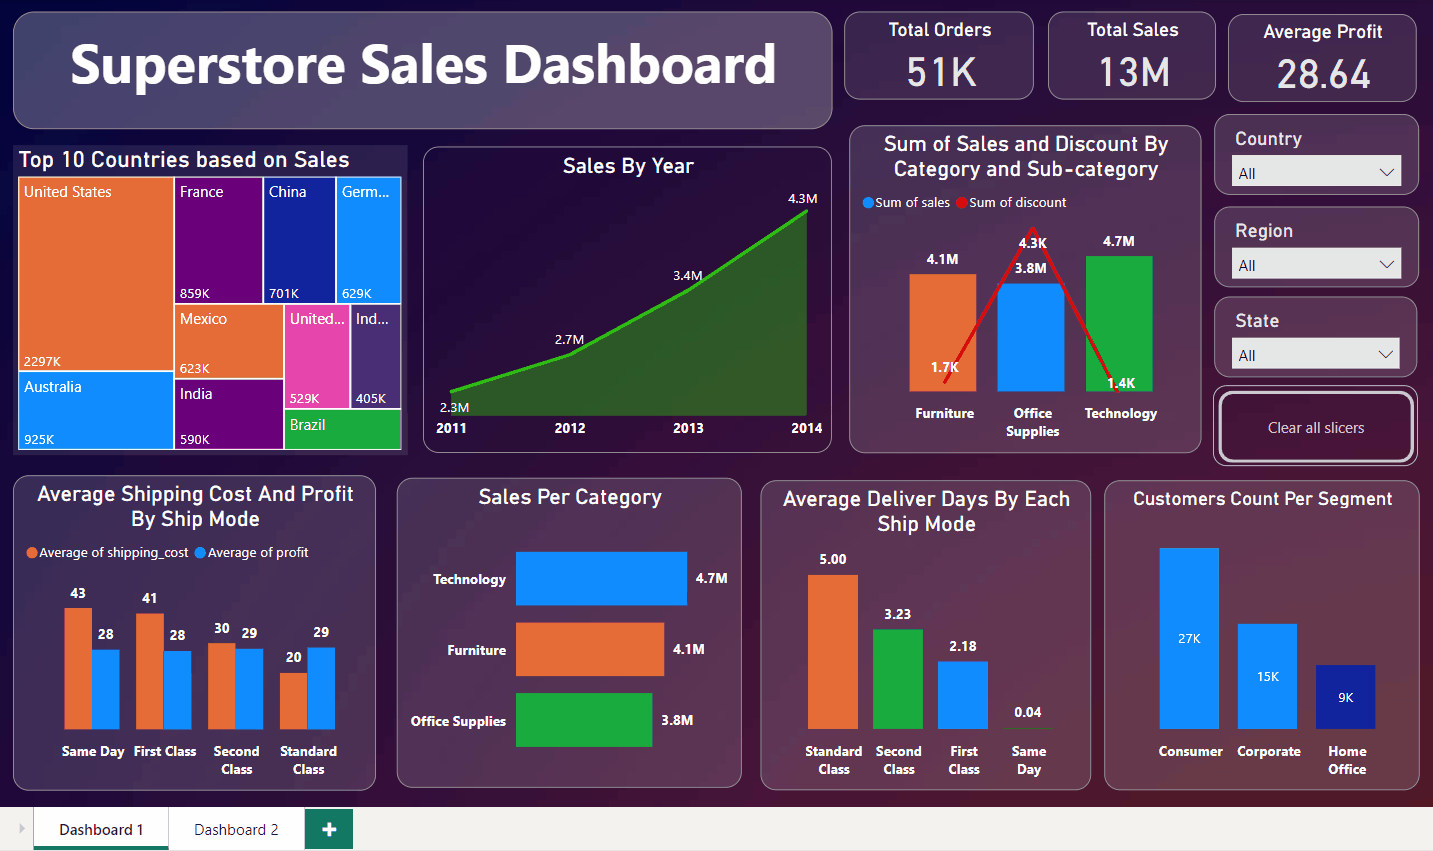 Superstore Sales Dashboard
Total Orders
51K
Total Sales
13M
Average Profit
28.64
Top 10 Countries based on Sales
United States
2297K
Australia
925K
France
859K
China
701K
Germ...
629K
Mexico
623K
India
590K
United...
529K
Ind...
405K
Brazil
Sales By Year
2.3M
2.7M
3.4M
4.3M
2011
2012
2013
2014
Sum of Sales and Discount By
Category and Sub-category
Sum of sales
Sum of discount
4.1M
4.3K
3.8M
4.7M
1.7K
1.4K
Furniture
Office
Supplies
Technology
Country
All
Region
All
State
All
Clear all slicers
Average Shipping Cost And Profit
By Ship Mode
Average of shipping_cost
Average of profit
43
28
41
28
30
29
20
29
Same Day
First Class
Second
Class
Standard
Class
Sales Per Category
Technology
4.7M
Furniture
4.1M
Office Supplies
3.8M
Average Deliver Days By Each
Ship Mode
5.00
3.23
2.18
0.04
Standard
Class
Second
Class
First
Class
Same
Day
Customers Count Per Segment
27K
15K
9K
Consumer
Corporate
Home
Office
Dashboard 1
Dashboard 2